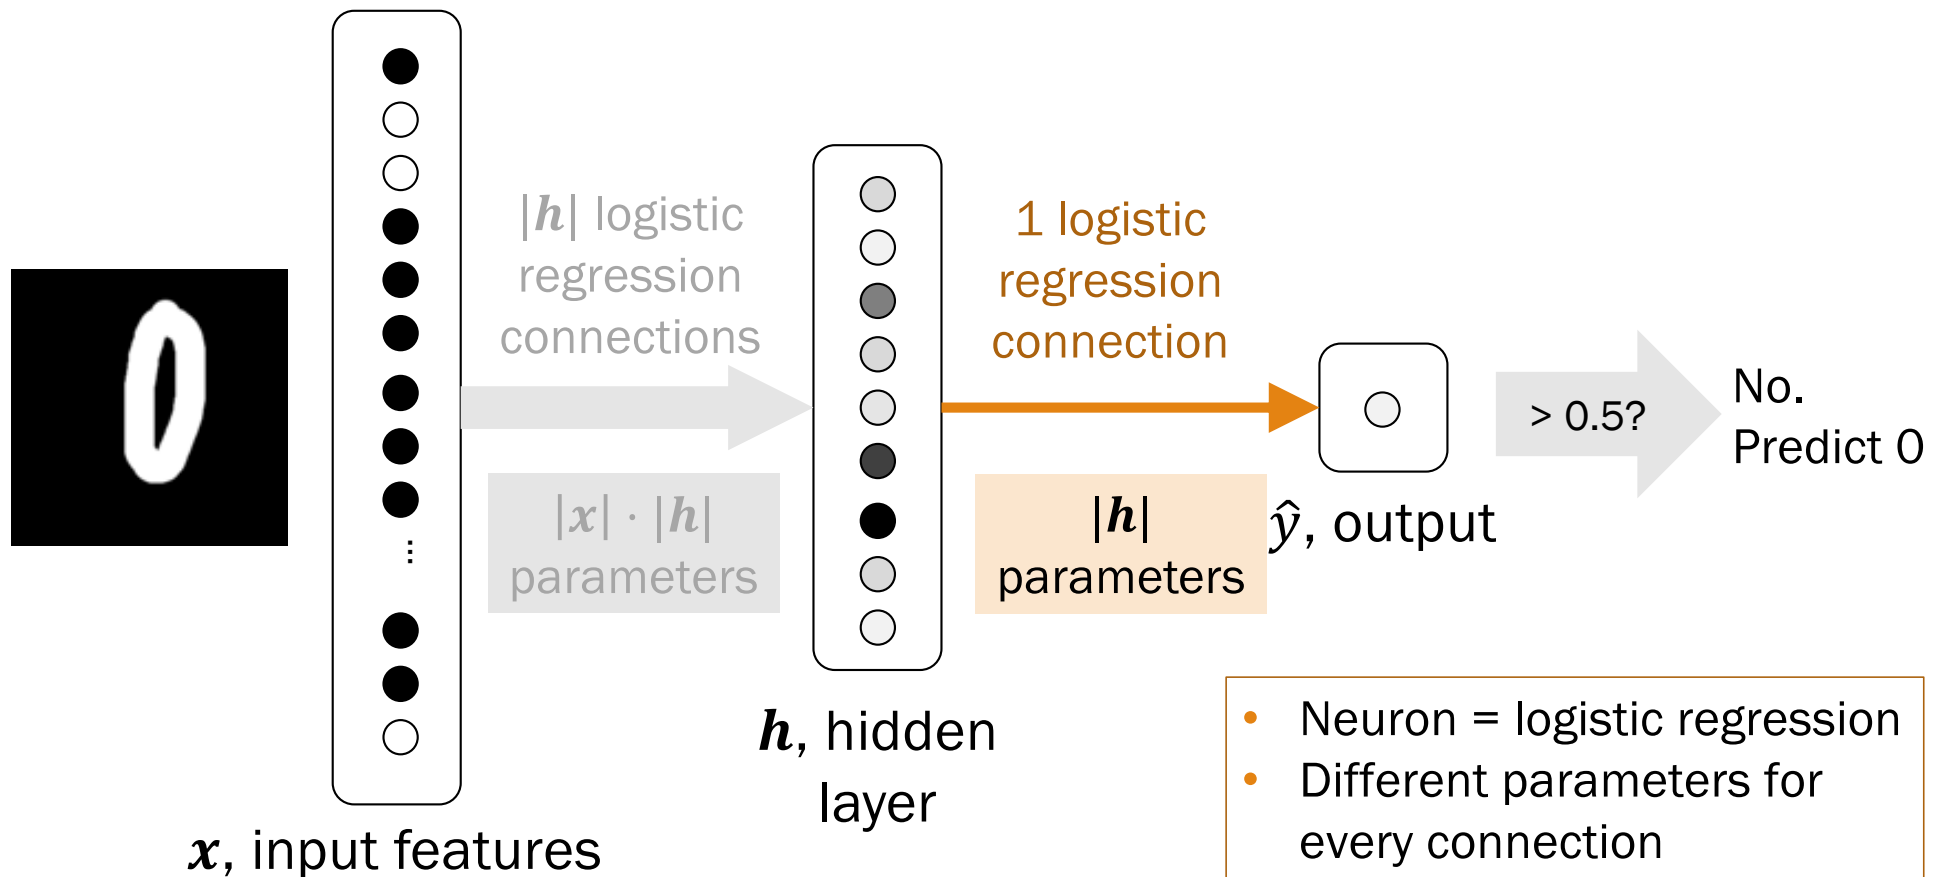 |h| logistic
regression
connections
1 logistic
regression
connection
|x| · |h|
parameters
|h|
parameters
> 0.5?
No.
Predict 0
ŷ, output
...
h, hidden
layer
x, input features
• Neuron = logistic regression
• Different parameters for
every connection